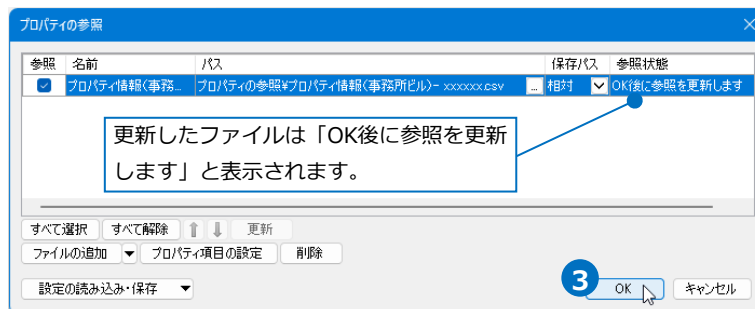 プロパティの参照
参照 名前 パス 保存パス 参照状態
プロパティ情報(事務... プロパティの参照¥プロパティ情報(事務所ビル)- xxxxxx.csv ... 相対 OK後に参照を更新します
更新したファイルは「OK後に参照を更新
します」と表示されます。
すべて選択 すべて解除 更新
ファイルの追加 プロパティ項目の設定 削除
設定の読み込み・保存 3 OK キャンセル